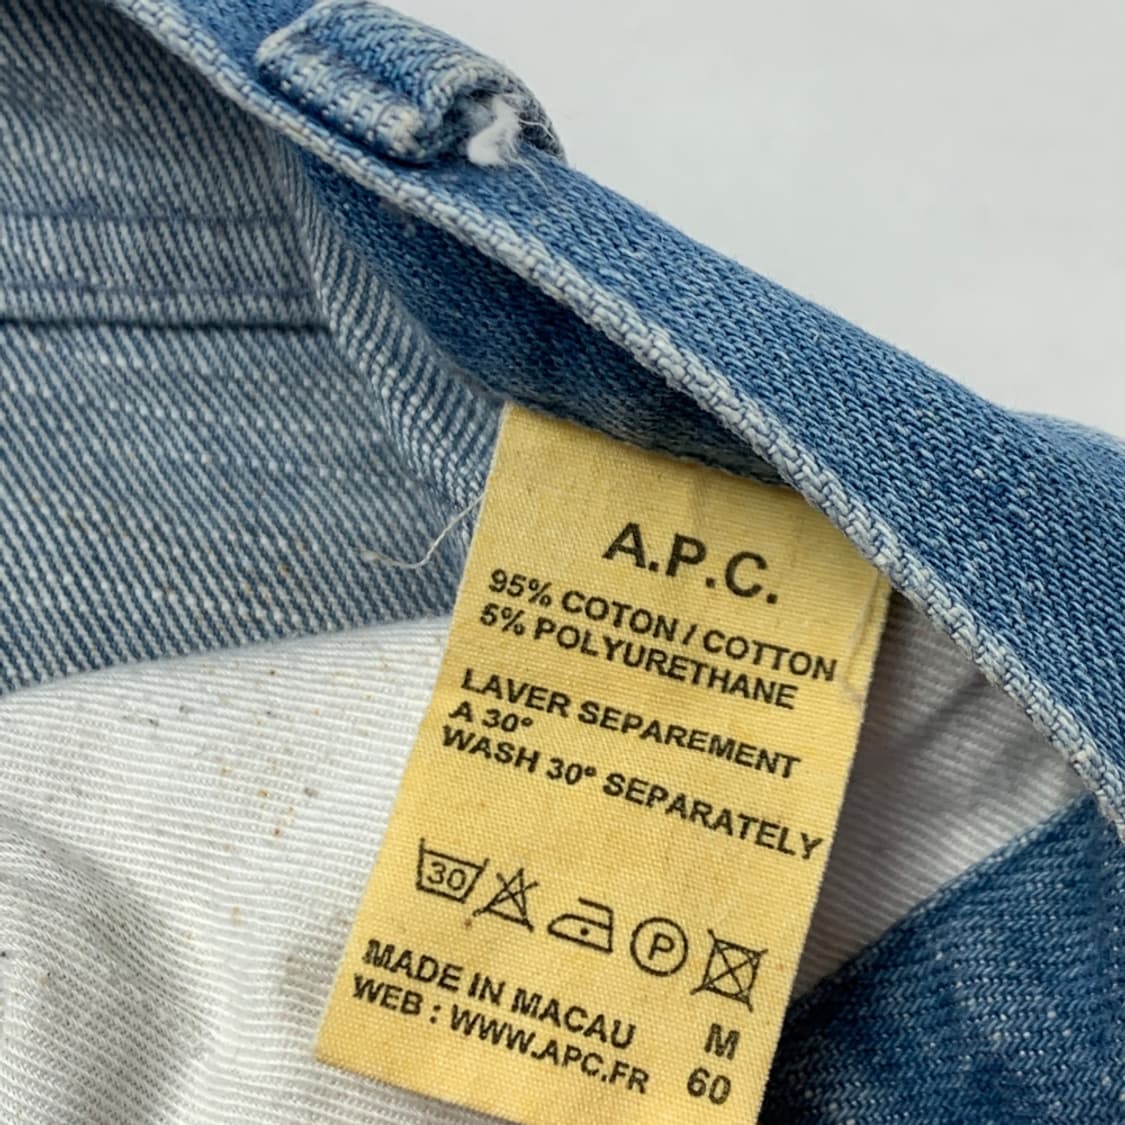 A.P.C.
95% COTON / COTTON
5% POLYURETHANE
LAVER SEPAREMENT
A 30°
WASH 30° SEPARATELY
30 P
MADE IN MACAU M
WEB : WWW.APC.FR 60